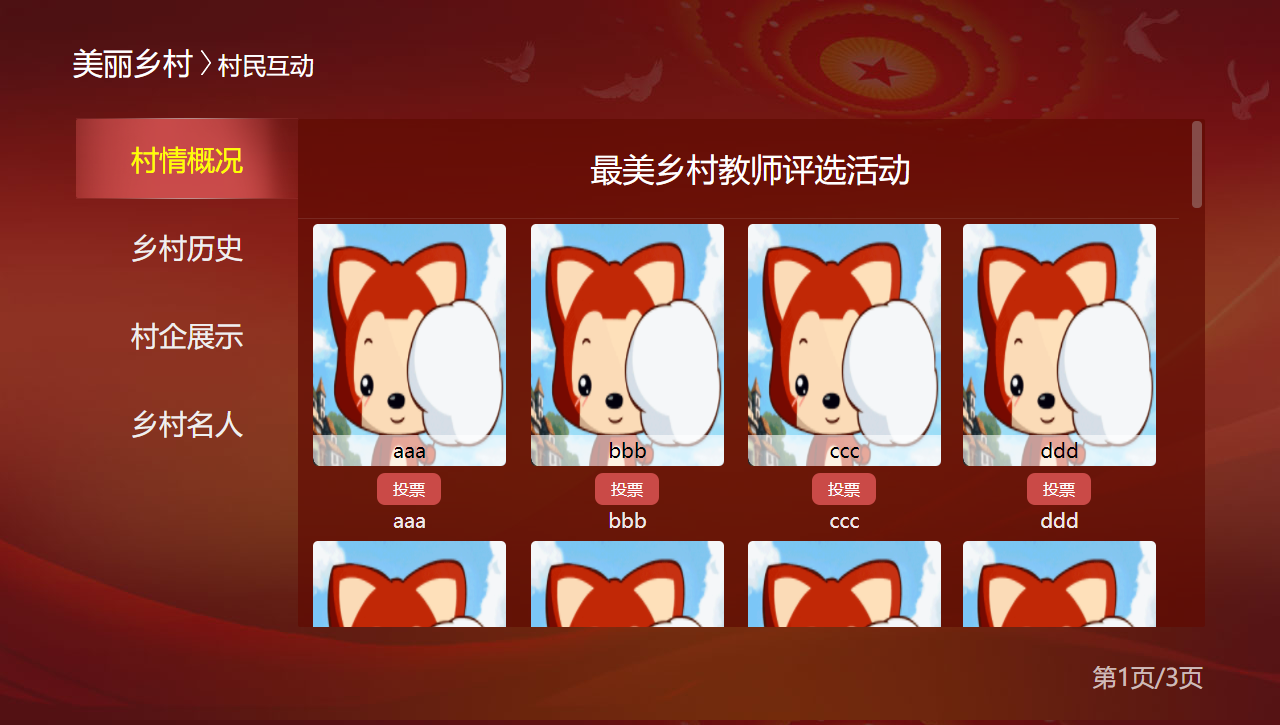 美丽乡村〉村民互动
村情概况
乡村历史
村企展示
乡村名人
最美乡村教师评选活动
aaa bbb ccc ddd
投票 投票 投票 投票
aaa bbb ccc ddd
第1页/3页